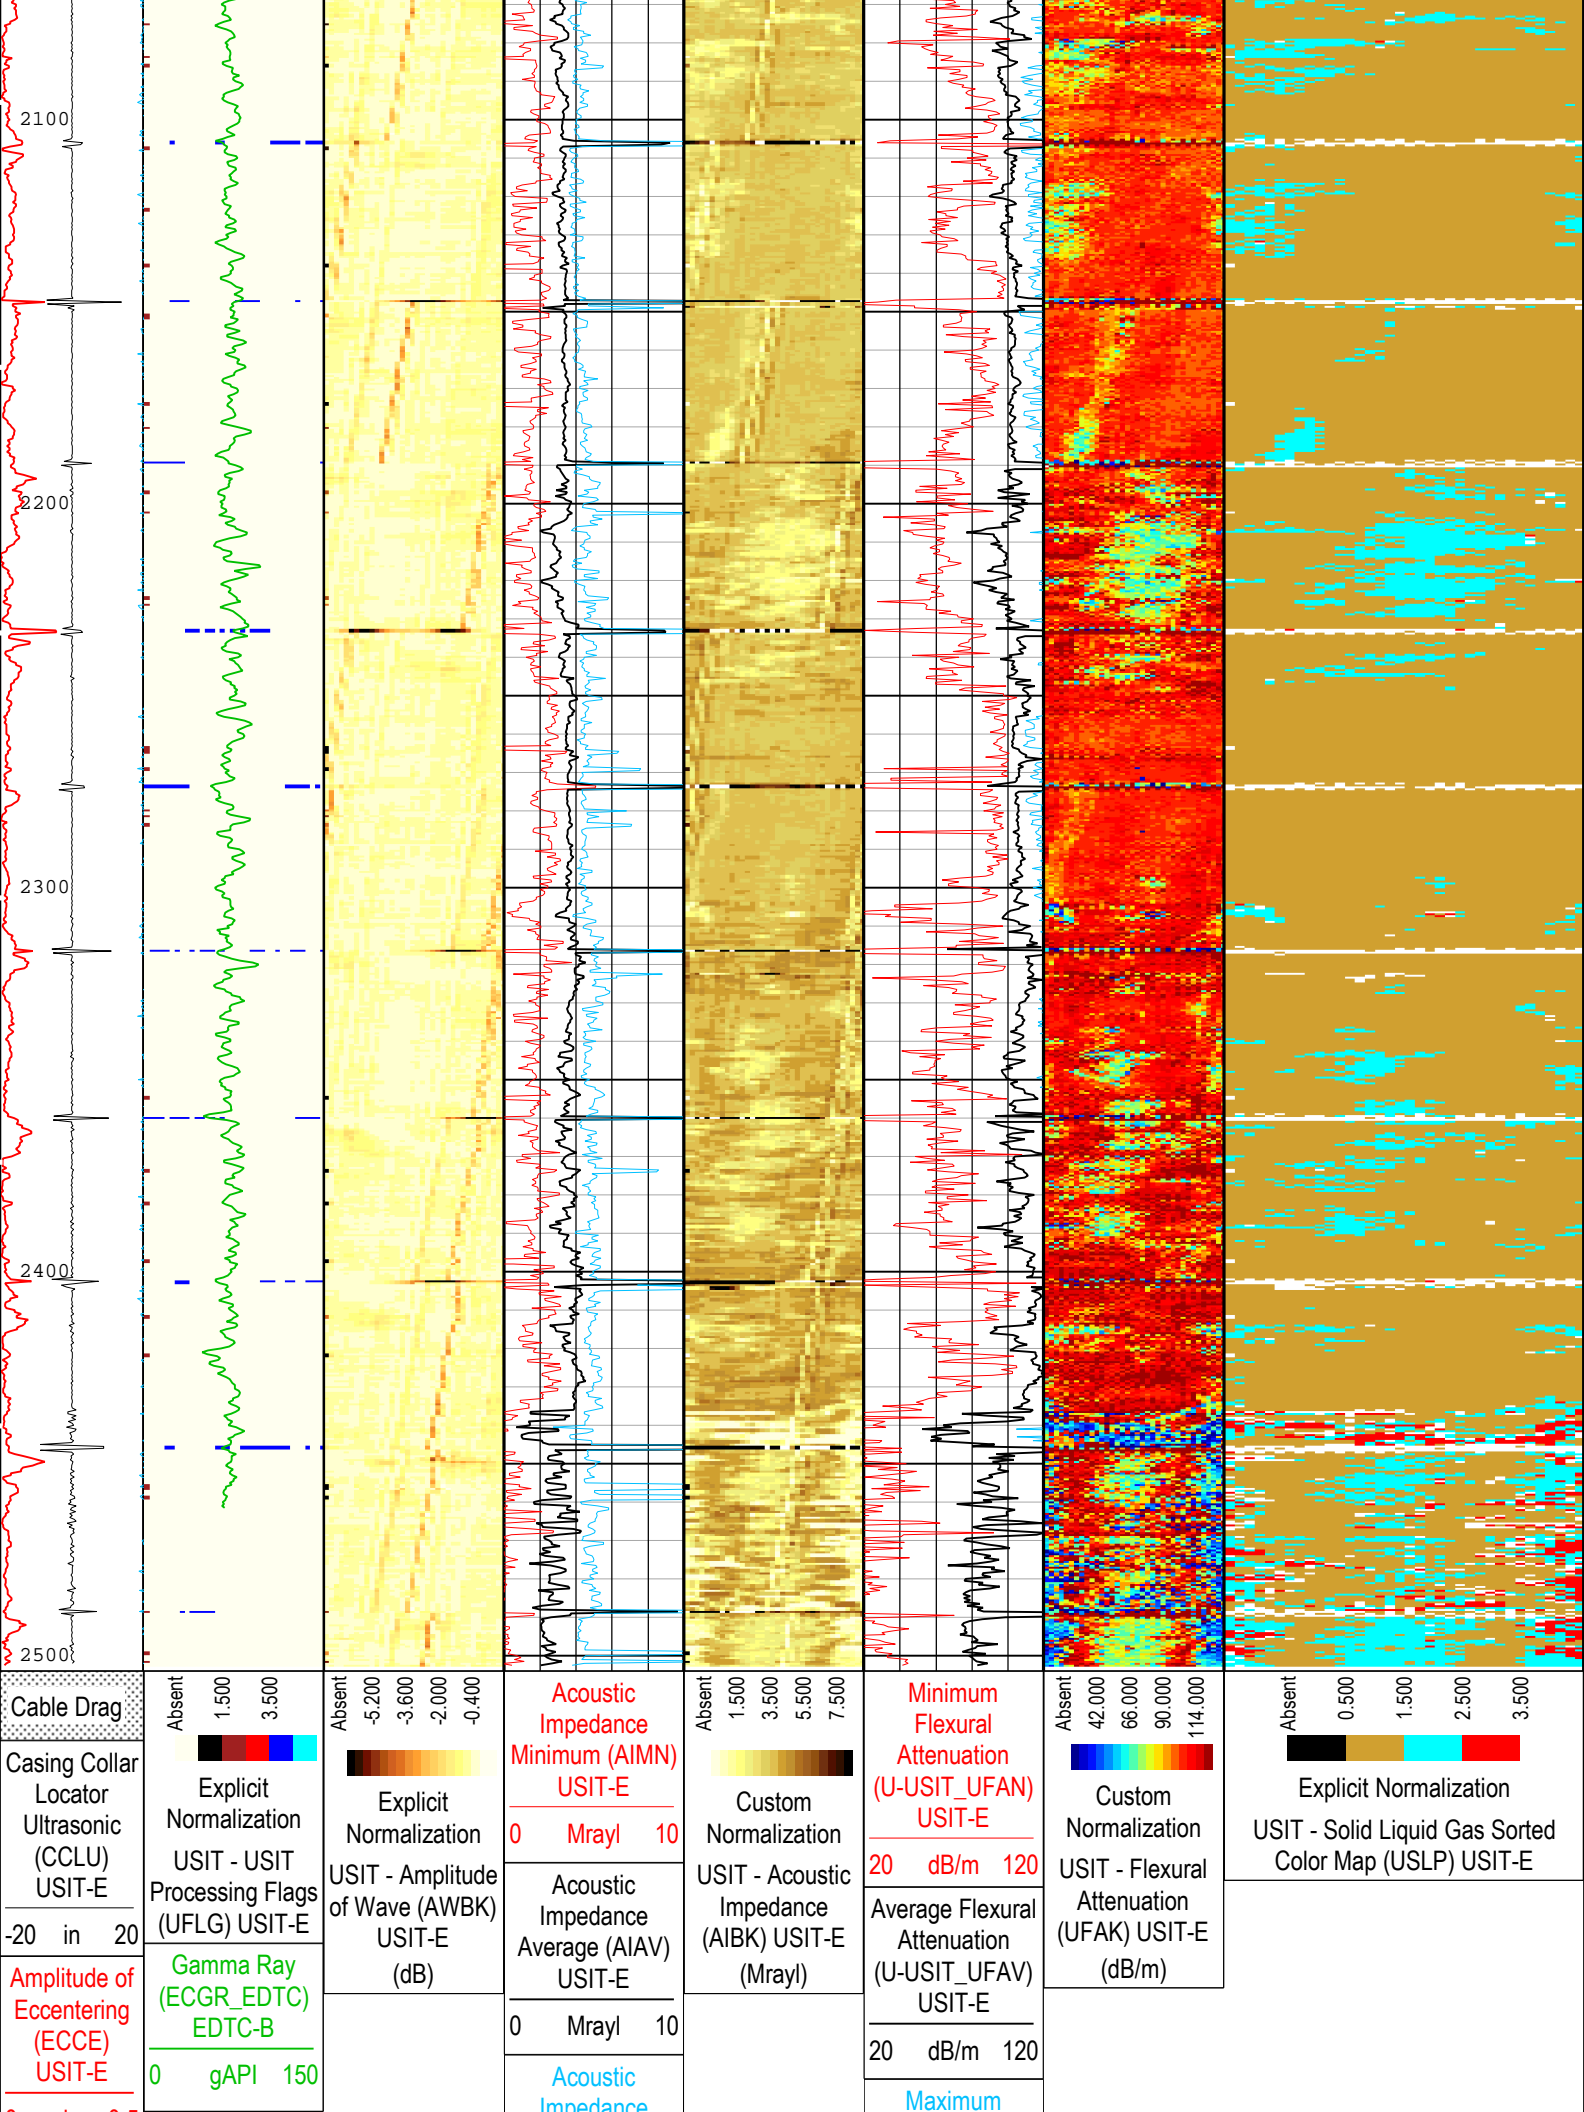 2100
2200
2300
2400
2500
Cable Drag
Casing Collar
Locator
Ultrasonic
(CCLU)
USIT-E
-20 in 20
Amplitude of
Eccentering
(ECCE)
USIT-E
Absent 1.500 3.500
Explicit
Normalization
USIT - USIT
Processing Flags
(UFLG) USIT-E
Gamma Ray
(ECGR_EDTC)
EDTC-B
0 gAPI 150
Absent -5.200 -3.600 -2.000 -0.400
Explicit
Normalization
USIT - Amplitude
of Wave (AWBK)
USIT-E
(dB)
Acoustic
Impedance
Minimum (AIMN)
USIT-E
0 Mrayl 10
Acoustic
Impedance
Average (AIAV)
USIT-E
0 Mrayl 10
Acoustic
Impedance
Absent 1.500 3.500 5.500 7.500
Custom
Normalization
USIT - Acoustic
Impedance
(AIBK) USIT-E
(Mrayl)
Minimum
Flexural
Attenuation
(U-USIT_UFAN)
USIT-E
20 dB/m 120
Average Flexural
Attenuation
(U-USIT_UFAV)
USIT-E
20 dB/m 120
Maximum
Absent 42.000 66.000 90.000 114.000
Custom
Normalization
USIT - Flexural
Attenuation
(UFAK) USIT-E
(dB/m)
Absent 0.500 1.500 2.500 3.500
Explicit Normalization
USIT - Solid Liquid Gas Sorted
Color Map (USLP) USIT-E